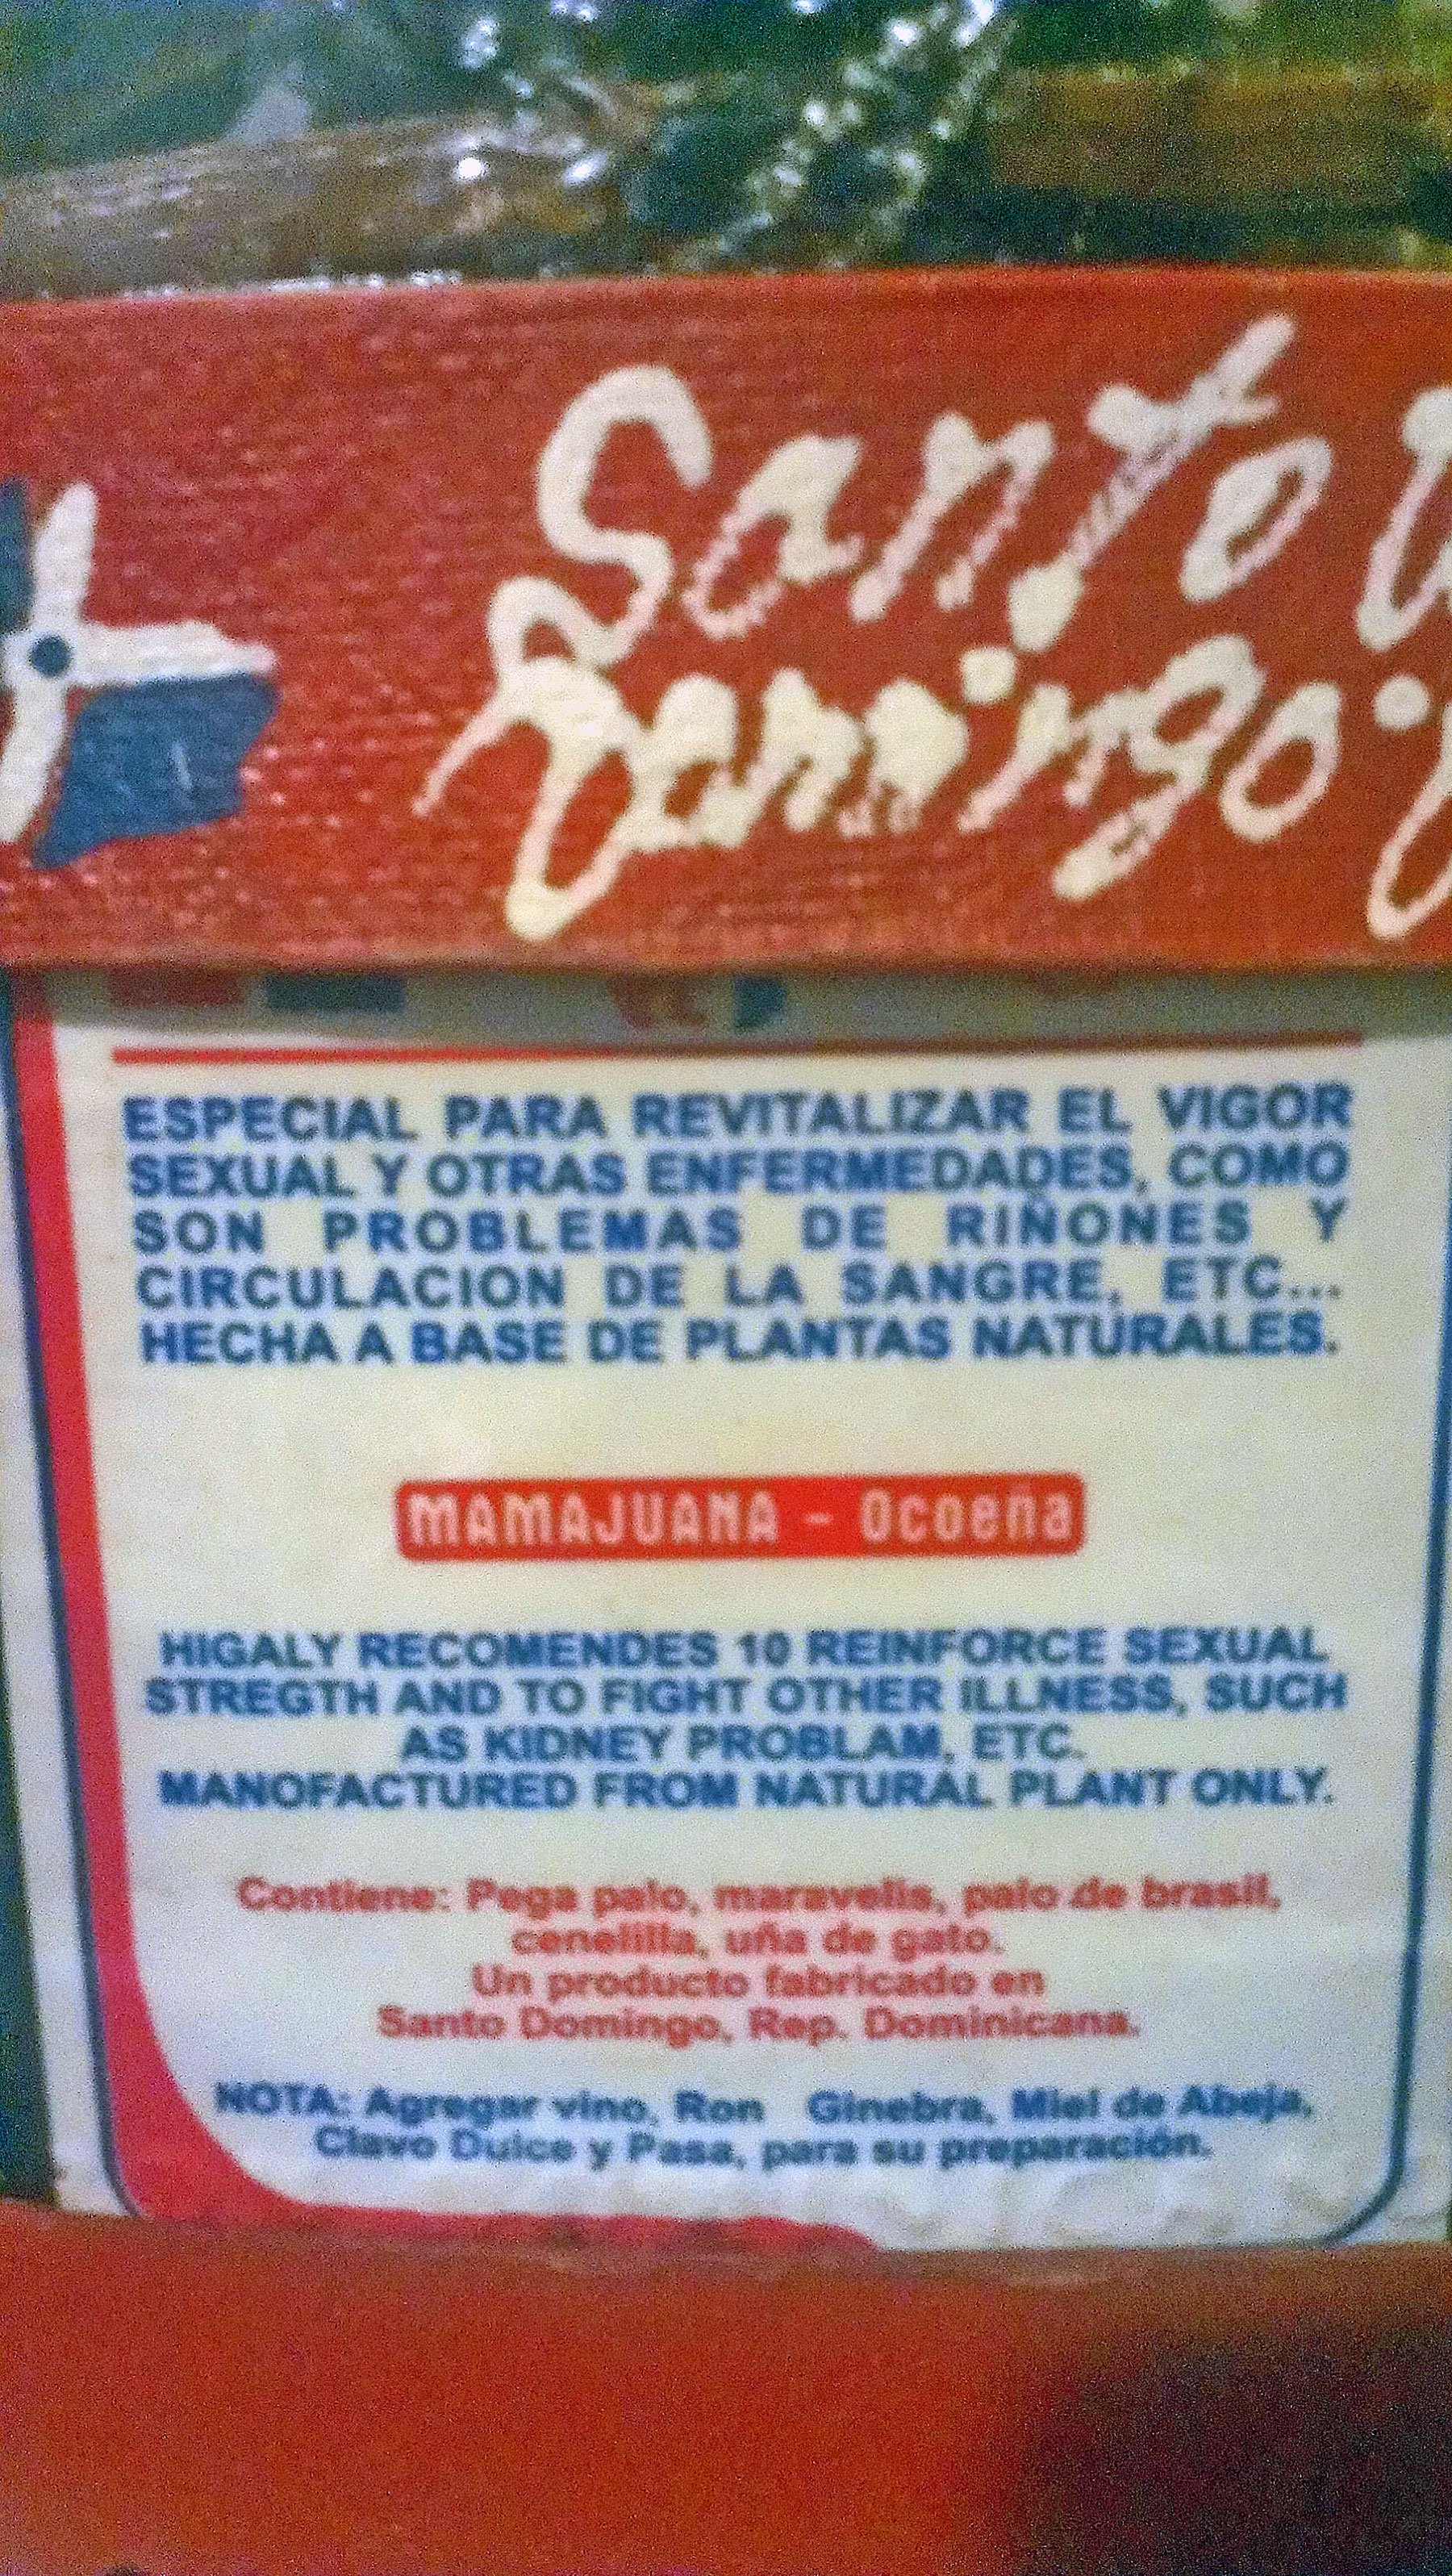 Santo
Domingo
ESPECIAL PARA REVITALIZAR EL VIGOR
SEXUAL Y OTRAS ENFERMEDADES, COMO
SON PROBLEMAS DE RIÑONES Y
CIRCULACION DE LA SANGRE, ETC...
HECHA A BASE DE PLANTAS NATURALES.
MAMAJUANA - Ocoeña
HIGALY RECOMENDES 10 REINFORCE SEXUAL
STREGTH AND TO FIGHT OTHER ILLNESS, SUCH
AS KIDNEY PROBLAM, ETC.
MANOFACTURED FROM NATURAL PLANT ONLY.
Contiene: Pega palo, maravelis, palo de brasil,
cenelilla, uña de gato.
Un producto fabricado en
Santo Domingo, Rep. Dominicana.
NOTA: Agregar vino, Ron Ginebra, Miel de Abeja,
Clavo Dulce y Pasa, para su preparación.